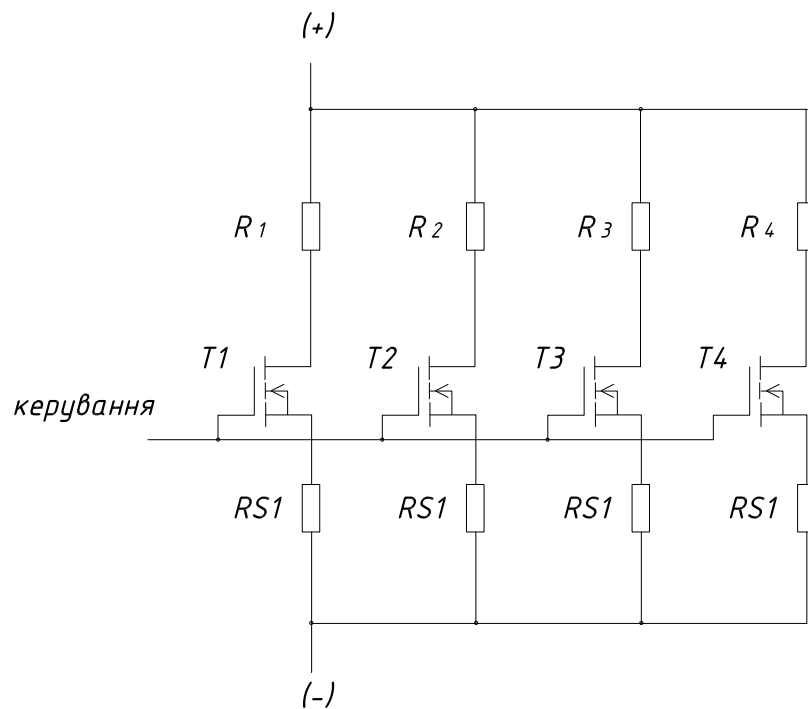 (+)
R1 R2 R3 R4
T1 T2 T3 T4
керування
RS1 RS1 RS1 RS1
(-)